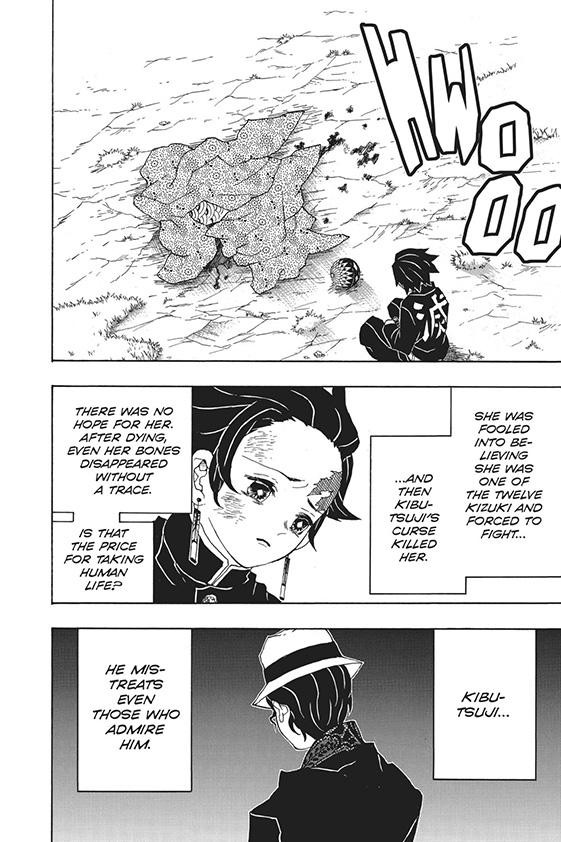 HWOOO
滅
SHE WAS
FOOLED
INTO BE-
LIEVING
SHE WAS
ONE OF
THE TWELVE
KIZUKI AND
FORCED TO
FIGHT...
...AND
THEN
KIBU-
TSUJI'S
CURSE
KILLED
HER.
THERE WAS NO
HOPE FOR HER.
AFTER DYING,
EVEN HER BONES
DISAPPEARED
WITHOUT
A TRACE.
IS THAT
THE PRICE
FOR TAKING
HUMAN
LIFE?
KIBU-
TSUJI...
HE MIS-
TREATS
EVEN
THOSE WHO
ADMIRE
HIM.